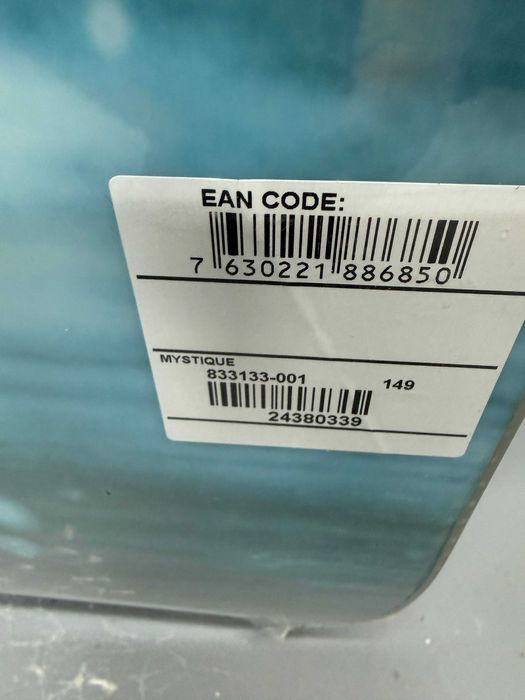 EAN CODE:
7 630221 886850
MYSTIQUE
833133-001 149
24380339